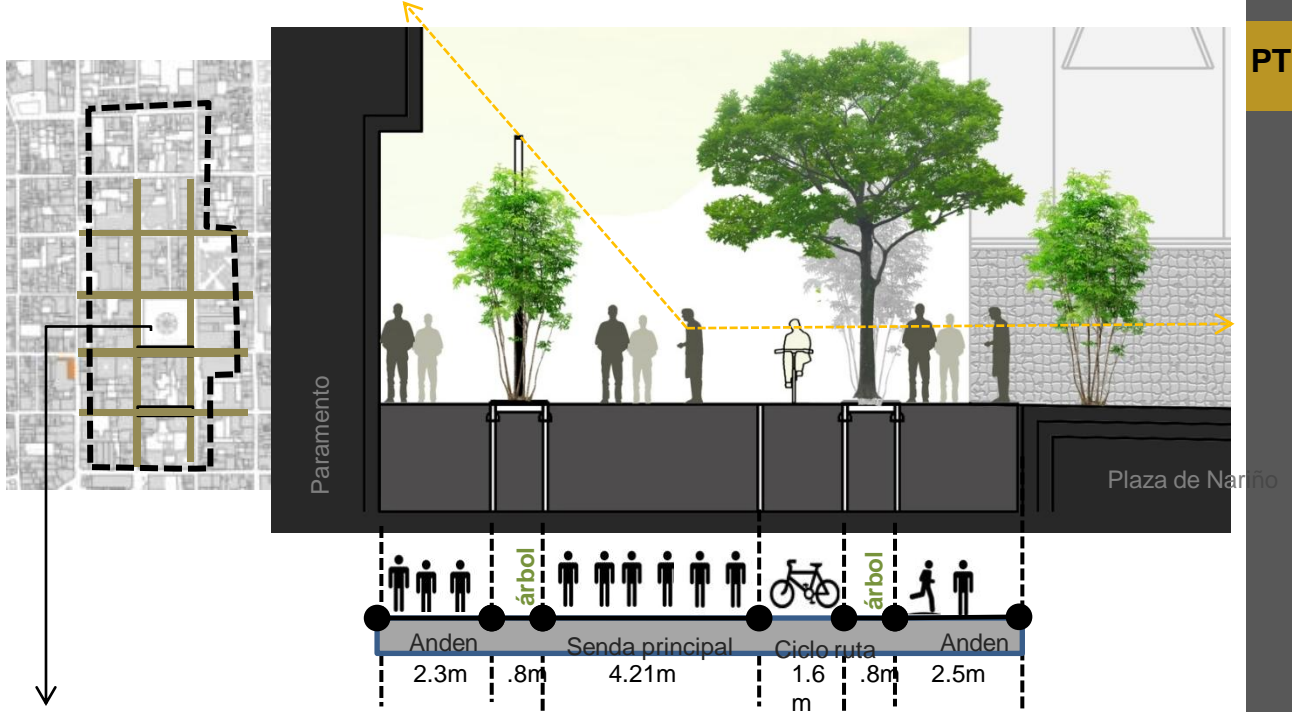 PT
Paramento
Plaza de Nariño
árbol
árbol
Anden
Senda principal
Ciclo ruta
Anden
2.3m
.8m
4.21m
1.6
m
.8m
2.5m